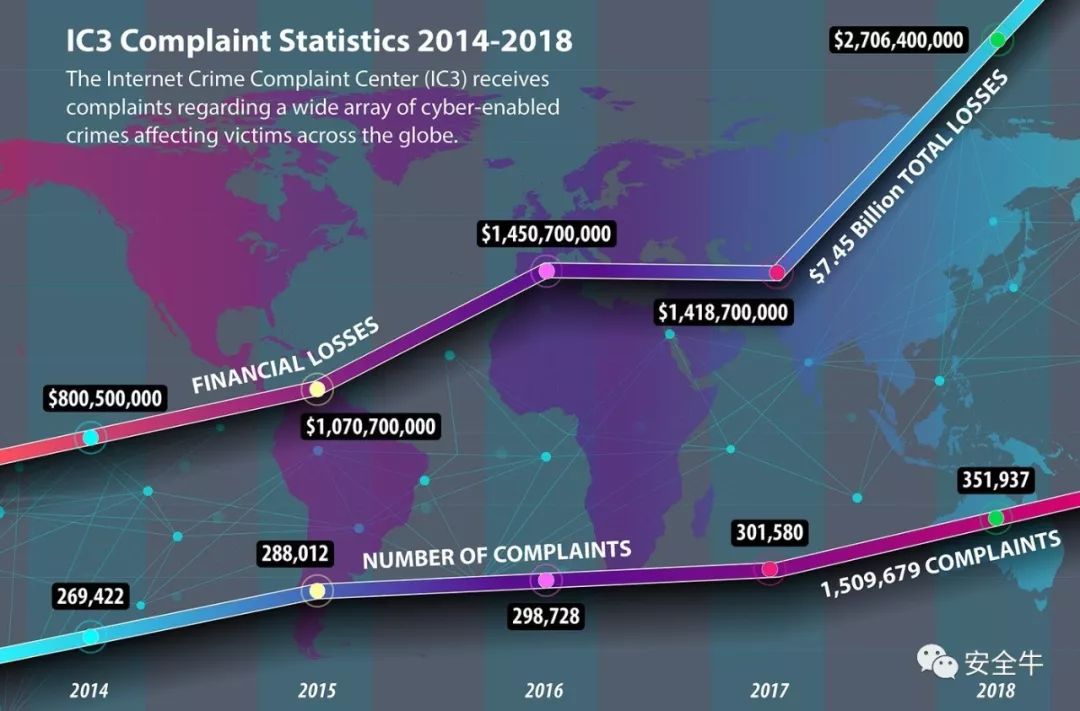 IC3 Complaint Statistics 2014-2018
The Internet Crime Complaint Center (IC3) receives
complaints regarding a wide array of cyber-enabled
crimes affecting victims across the globe.
$2,706,400,000
$7.45 Billion TOTAL LOSSES
$1,450,700,000
$1,418,700,000
FINANCIAL LOSSES
$800,500,000
$1,070,700,000
351,937
301,580
288,012
NUMBER OF COMPLAINTS
1,509,679 COMPLAINTS
269,422
298,728
安全牛
2014 2015 2016 2017 2018